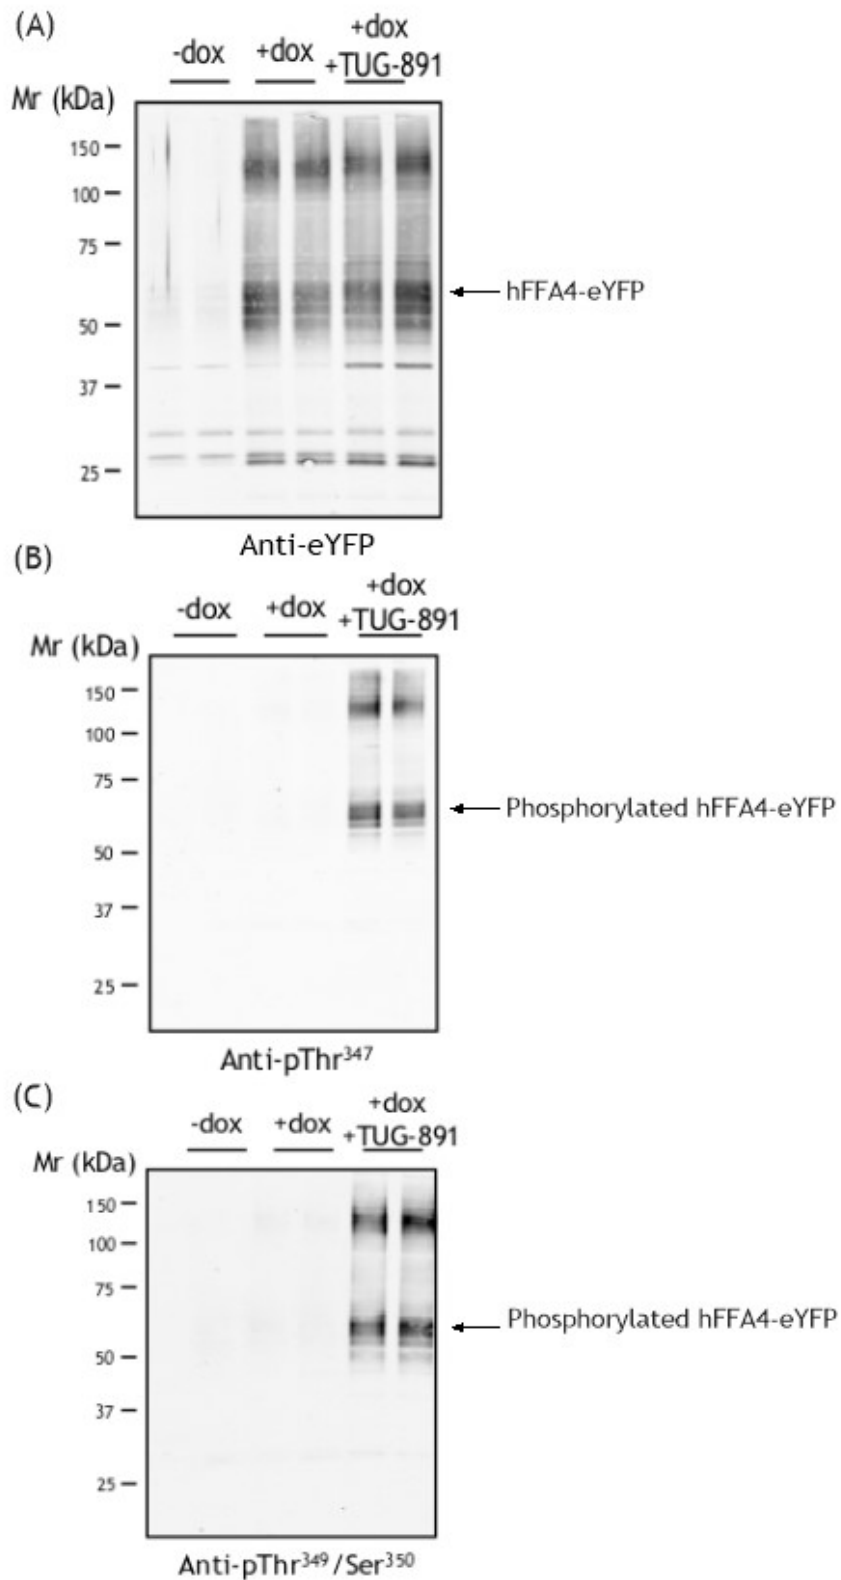 (A)
-dox +dox +dox
+TUG-891
Mr (kDa)
150
100
75
hFFA4-eYFP
50
37
25
Anti-eYFP
(B)
-dox +dox +dox
+TUG-891
Mr (kDa)
150
100
75
Phosphorylated hFFA4-eYFP
50
37
25
Anti-pThr³⁴⁷
(C)
-dox +dox +dox
+TUG-891
Mr (kDa)
150
100
75
Phosphorylated hFFA4-eYFP
50
37
25
Anti-pThr³⁴⁹/Ser³⁵⁰